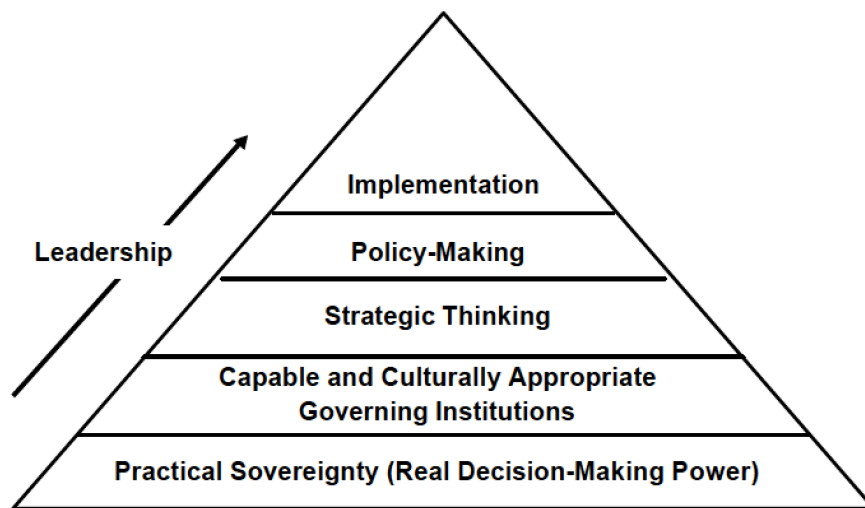 Implementation
Leadership
Policy-Making
Strategic Thinking
Capable and Culturally Appropriate
Governing Institutions
Practical Sovereignty (Real Decision-Making Power)